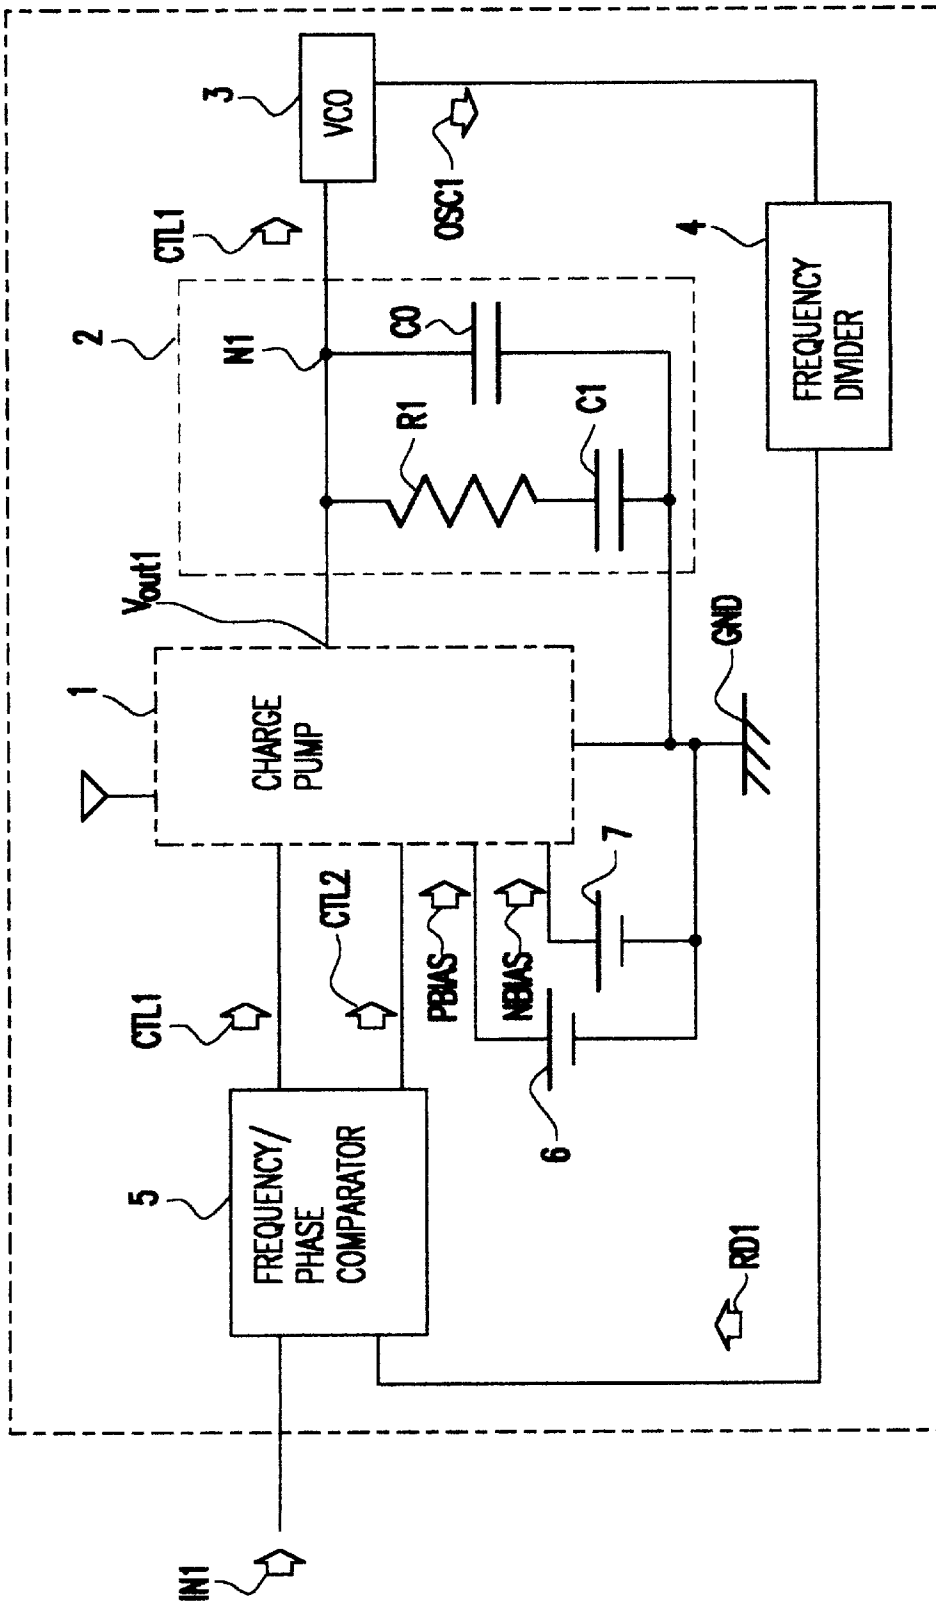 1
2
3
VCO
CTL1
Vout1
N1
C0
R1
C1
OSC1
4
FREQUENCY
DIVIDER
CHARGE
PUMP
GND
5
FREQUENCY/
PHASE
COMPARATOR
CTL1
CTL2
PBIAS
NBIAS
7
6
RD1
IN1